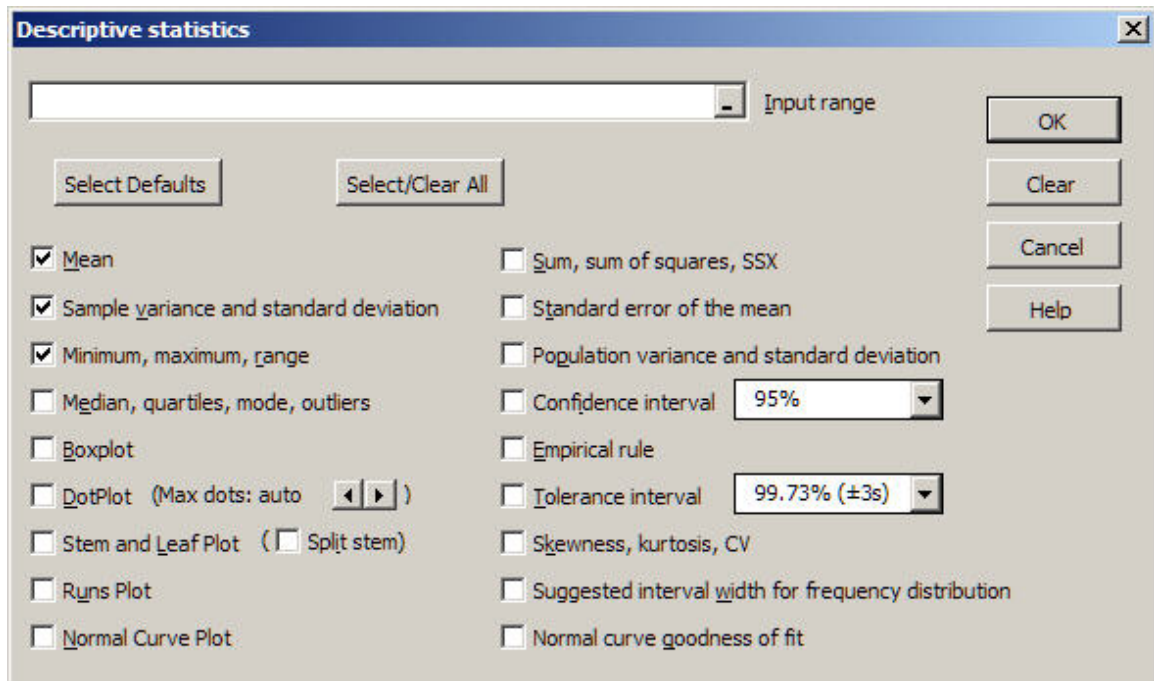 Descriptive statistics
Input range
OK
Select Defaults
Select/Clear All
Clear
Mean
Sum, sum of squares, SSX
Cancel
Sample variance and standard deviation
Standard error of the mean
Help
Minimum, maximum, range
Population variance and standard deviation
Median, quartiles, mode, outliers
Confidence interval 95%
Boxplot
Empirical rule
DotPlot (Max dots: auto )
Tolerance interval 99.73% (±3s)
Stem and Leaf Plot ( Split stem)
Skewness, kurtosis, CV
Runs Plot
Suggested interval width for frequency distribution
Normal Curve Plot
Normal curve goodness of fit